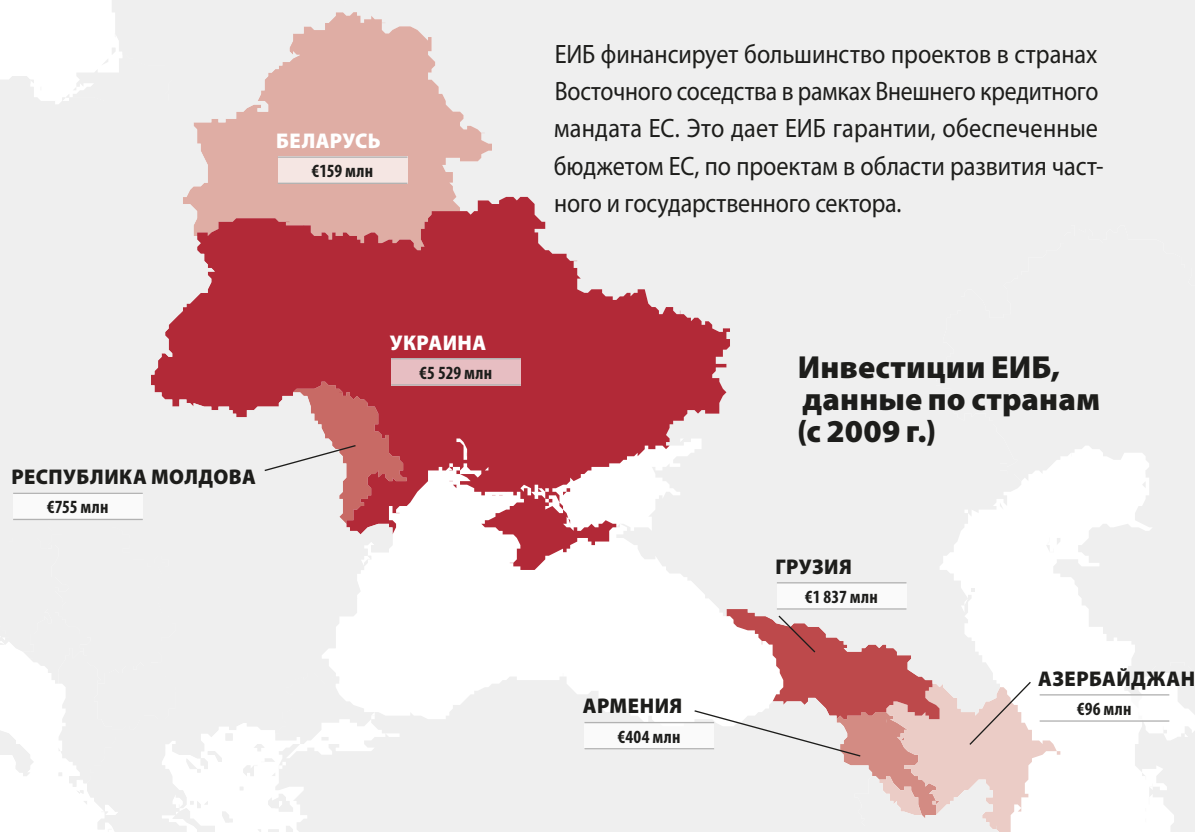 ЕИБ финансирует большинство проектов в странах
Восточного соседства в рамках Внешнего кредитного
мандата ЕС. Это дает ЕИБ гарантии, обеспеченные
бюджетом ЕС, по проектам в области развития част-
ного и государственного сектора.
БЕЛАРУСЬ
€159 млн
УКРАИНА
€5 529 млн
Инвестиции ЕИБ,
данные по странам
(с 2009 г.)
РЕСПУБЛИКА МОЛДОВА
€755 млн
ГРУЗИЯ
€1 837 млн
АЗЕРБАЙДЖАН
€96 млн
АРМЕНИЯ
€404 млн